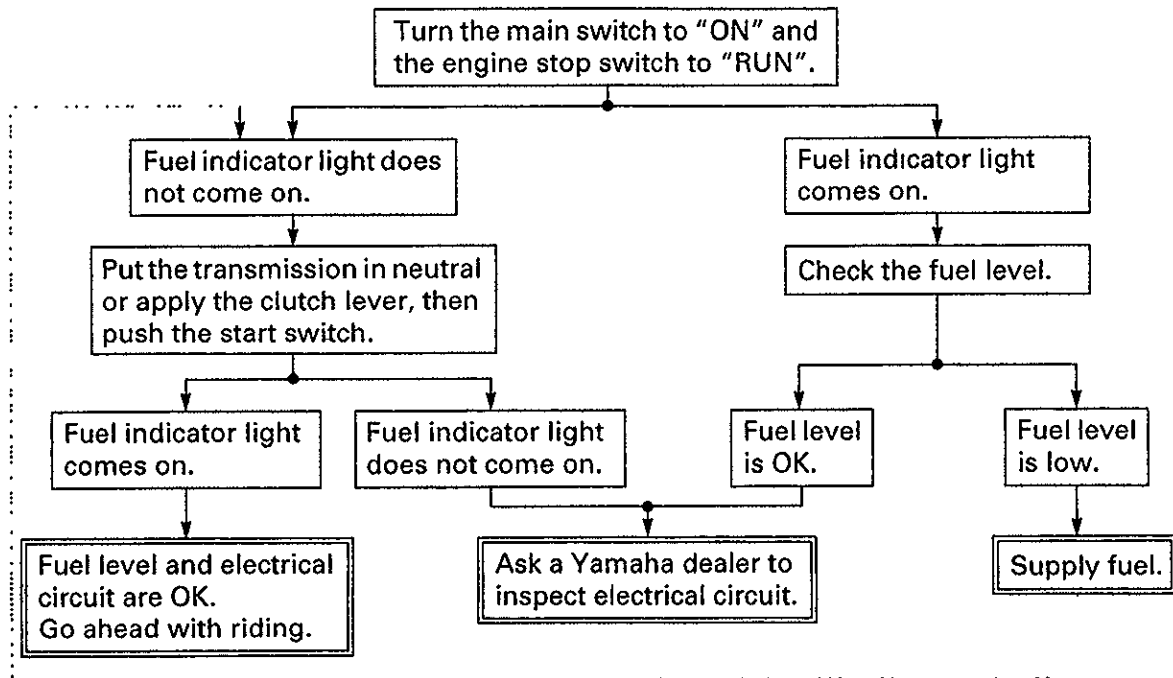 Turn the main switch to “ON” and
the engine stop switch to “RUN”.
Fuel indicator light does
not come on.
Fuel indicator light
comes on.
Put the transmission in neutral
or apply the clutch lever, then
push the start switch.
Check the fuel level.
Fuel indicator light
comes on.
Fuel indicator light
does not come on.
Fuel level
is OK.
Fuel level
is low.
Fuel level and electrical
circuit are OK.
Go ahead with riding.
Ask a Yamaha dealer to
inspect electrical circuit.
Supply fuel.